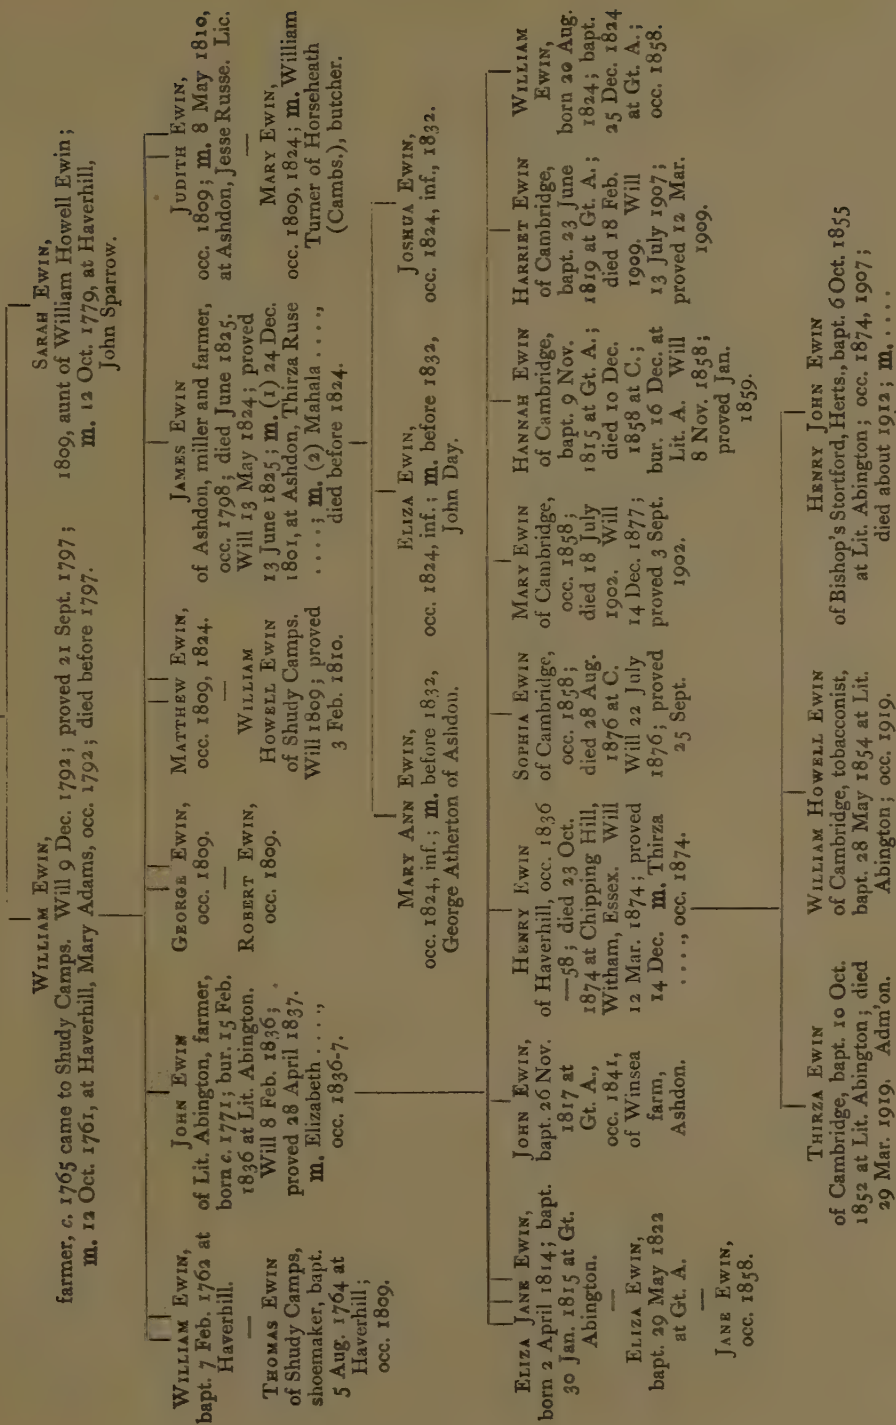 WILLIAM EWIN,
farmer, c. 1765 came to Shudy Camps. Will 9 Dec. 1792; proved 21 Sept. 1797;
m. 12 Oct. 1761, at Haverhill, Mary Adams, occ. 1792; died before 1797.
SARAH EWIN,
1809, aunt of William Howell Ewin;
m. 12 Oct. 1779, at Haverhill,
John Sparrow.
WILLIAM EWIN,
bapt. 7 Feb. 1762 at
Haverhill.
—
THOMAS EWIN
of Shudy Camps,
shoemaker, bapt.
5 Aug. 1764 at
Haverhill;
occ. 1809.
JOHN EWIN
of Lit. Abington, farmer,
born c. 1771; bur. 15 Feb.
1836 at Lit. Abington.
Will 8 Feb. 1836;
proved 28 April 1837.
m. Elizabeth ....,
occ. 1836-7.
GEORGE EWIN,
occ. 1809.
—
ROBERT EWIN,
occ. 1809.
MATTHEW EWIN,
occ. 1809, 1824.
—
WILLIAM
HOWELL EWIN
of Shudy Camps.
Will 1809; proved
3 Feb. 1810.
JAMES EWIN
of Ashdon, miller and farmer,
occ. 1798; died June 1825.
Will 13 May 1824; proved
13 June 1825; m. (1) 24 Dec.
1801, at Ashdon, Thirza Ruse
....; m. (2) Mahala ....,
died before 1824.
JUDITH EWIN,
occ. 1809; m. 8 May 1810,
at Ashdon, Jesse Russe. Lic.
—
MARY EWIN,
occ. 1809, 1824; m. William
Turner of Horseheath
(Cambs.), butcher.
MARY ANN EWIN,
occ. 1824, inf.; m. before 1832,
George Atherton of Ashdon.
ELIZA EWIN,
occ. 1824, inf.; m. before 1832,
John Day.
JOSHUA EWIN,
occ. 1824, inf., 1832.
ELIZA JANE EWIN,
born 2 April 1814; bapt.
30 Jan. 1815 at Gt.
Abington.
—
ELIZA EWIN,
bapt. 29 May 1822
at Gt. A.
—
JANE EWIN,
occ. 1858.
JOHN EWIN,
bapt. 26 Nov.
1817 at
Gt. A.,
occ. 1841,
of Winsea
farm,
Ashdon.
HENRY EWIN
of Haverhill, occ. 1836
—58; died 23 Oct.
1874 at Chipping Hill,
Witham, Essex. Will
12 Mar. 1874; proved
14 Dec. m. Thirza
...., occ. 1874.
SOPHIA EWIN
of Cambridge,
occ. 1858;
died 28 Aug.
1876 at C.
Will 22 July
1876; proved
25 Sept.
MARY EWIN
of Cambridge,
occ. 1858;
died 18 July
1902. Will
14 Dec. 1877;
proved 3 Sept.
1902.
HANNAH EWIN
of Cambridge,
bapt. 9 Nov.
1815 at Gt. A.;
died 10 Dec.
1858 at C.;
bur. 16 Dec. at
Lit. A. Will
8 Nov. 1858;
proved Jan.
1859.
HARRIET EWIN
of Cambridge,
bapt. 23 June
1819 at Gt. A.;
died 18 Feb.
1909. Will
13 July 1907;
proved 12 Mar.
1909.
WILLIAM
EWIN,
born 20 Aug.
1824; bapt.
25 Dec. 1824
at Gt. A.;
occ. 1858.
THIRZA EWIN
of Cambridge, bapt. 10 Oct.
1852 at Lit. Abington; died
29 Mar. 1919. Adm'on.
WILLIAM HOWELL EWIN
of Cambridge, tobacconist,
bapt. 28 May 1854 at Lit.
Abington; occ. 1919.
HENRY JOHN EWIN
of Bishop's Stortford, Herts., bapt. 6 Oct. 1855
at Lit. Abington; occ. 1874, 1907;
died about 1912; m. ....